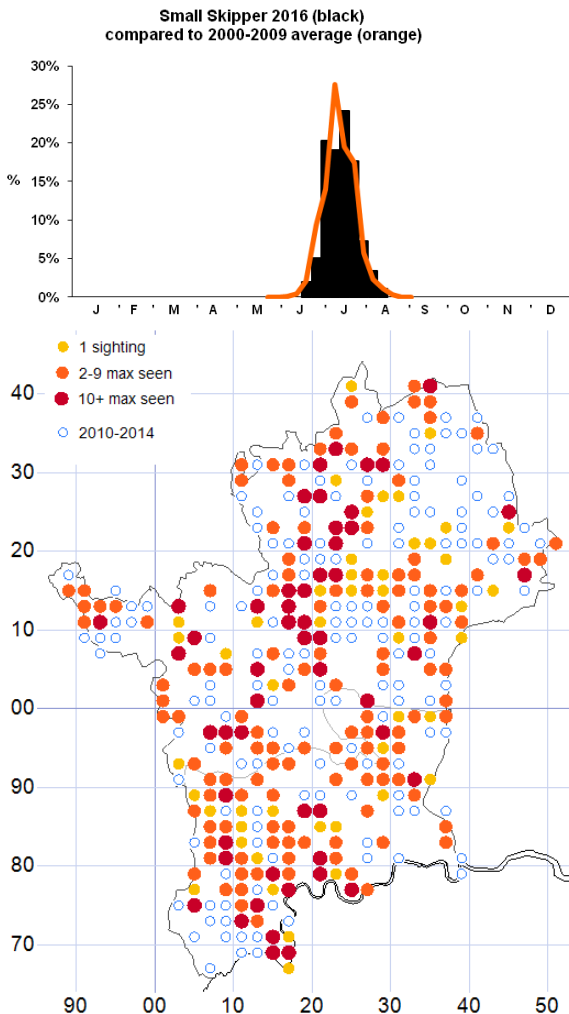 Small Skipper 2016 (black)
compared to 2000-2009 average (orange)
30%
25%
20%
%
15%
10%
5%
0%
J ' F ' M ' A ' M ' J ' J ' A ' S ' O ' N ' D
1 sighting
2-9 max seen
10+ max seen
2010-2014
40
30
20
10
00
90
80
70
90 00 10 20 30 40 50